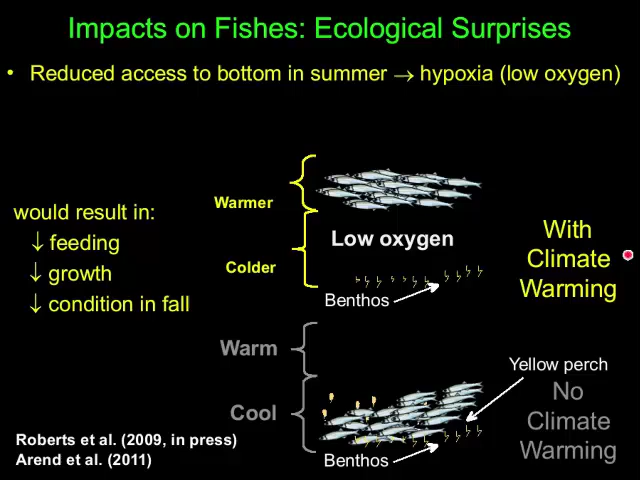 Impacts on Fishes: Ecological Surprises
• Reduced access to bottom in summer → hypoxia (low oxygen)
would result in:
↓ feeding
↓ growth
↓ condition in fall
Warmer
Colder
Low oxygen
Benthos
With
Climate
Warming
Warm
Cool
Yellow perch
Benthos
No
Climate
Warming
Roberts et al. (2009, in press)
Arend et al. (2011)